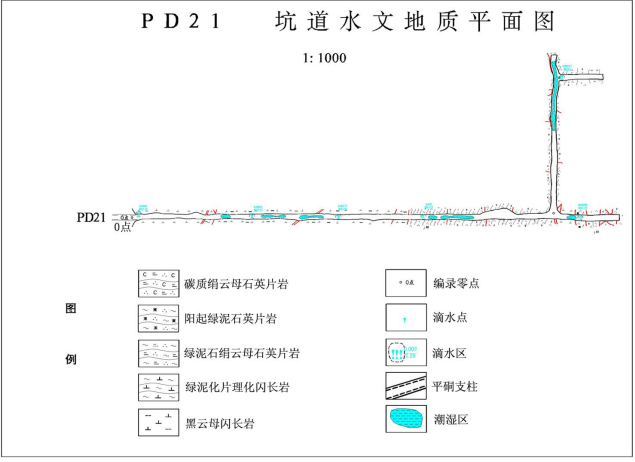 PD21 坑道水文地质平面图
1: 1000
PD21
0点
0点
图
例
碳质绢云母石英片岩
编录零点
0点
阳起绿泥石英片岩
滴水点
绿泥石绢云母石英片岩
滴水区
绿泥化片理化闪长岩
平硐支柱
黑云母闪长岩
潮湿区